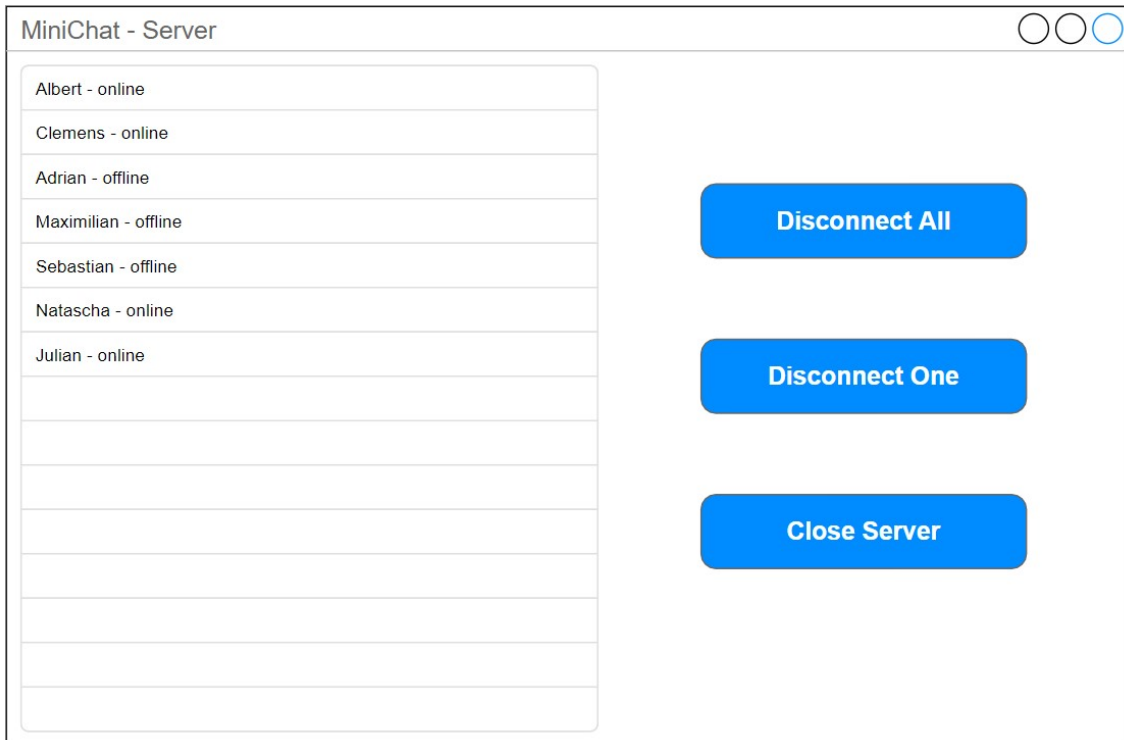 MiniChat - Server
Albert - online
Clemens - online
Adrian - offline
Maximilian - offline
Sebastian - offline
Natascha - online
Julian - online
Disconnect All
Disconnect One
Close Server